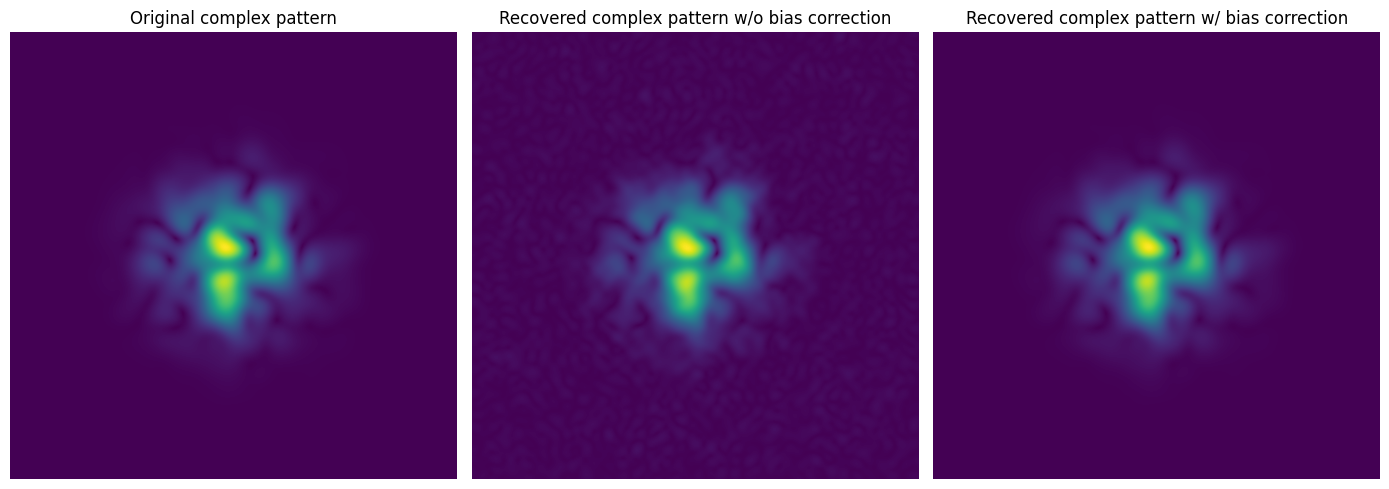 Original complex pattern
Recovered complex pattern w/o bias correction
Recovered complex pattern w/ bias correction